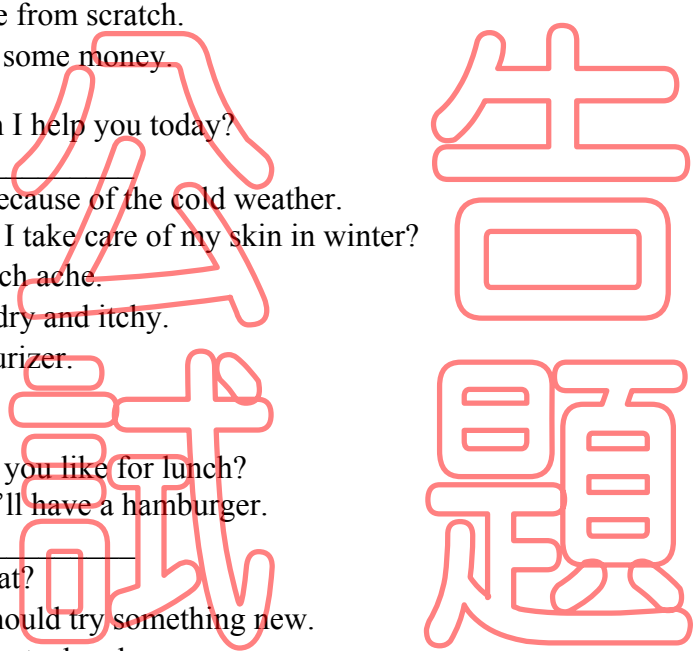 e from scratch.
some money.
I help you today?
ecause of the cold weather.
I take care of my skin in winter?
ch ache.
dry and itchy.
urizer.
you like for lunch?
'll have a hamburger.
at?
hould try something new.
公告
試題